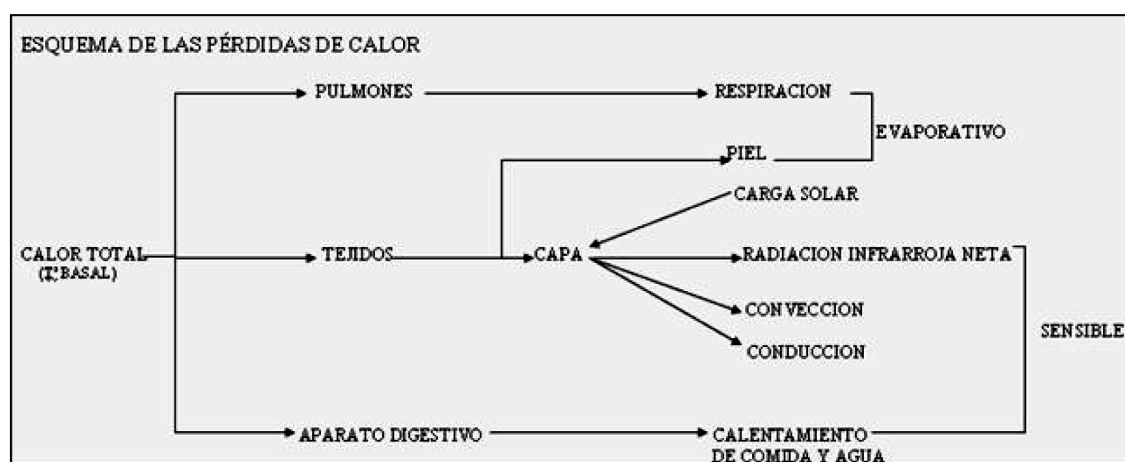 ESQUEMA DE LAS PÉRDIDAS DE CALOR
PULMONES
RESPIRACION
EVAPORATIVO
PIEL
CARGA SOLAR
CALOR TOTAL
(Tª BASAL)
TEJIDOS
CAPA
RADIACION INFRARROJA NETA
CONVECCION
CONDUCCION
SENSIBLE
APARATO DIGESTIVO
CALENTAMIENTO
DE COMIDA Y AGUA